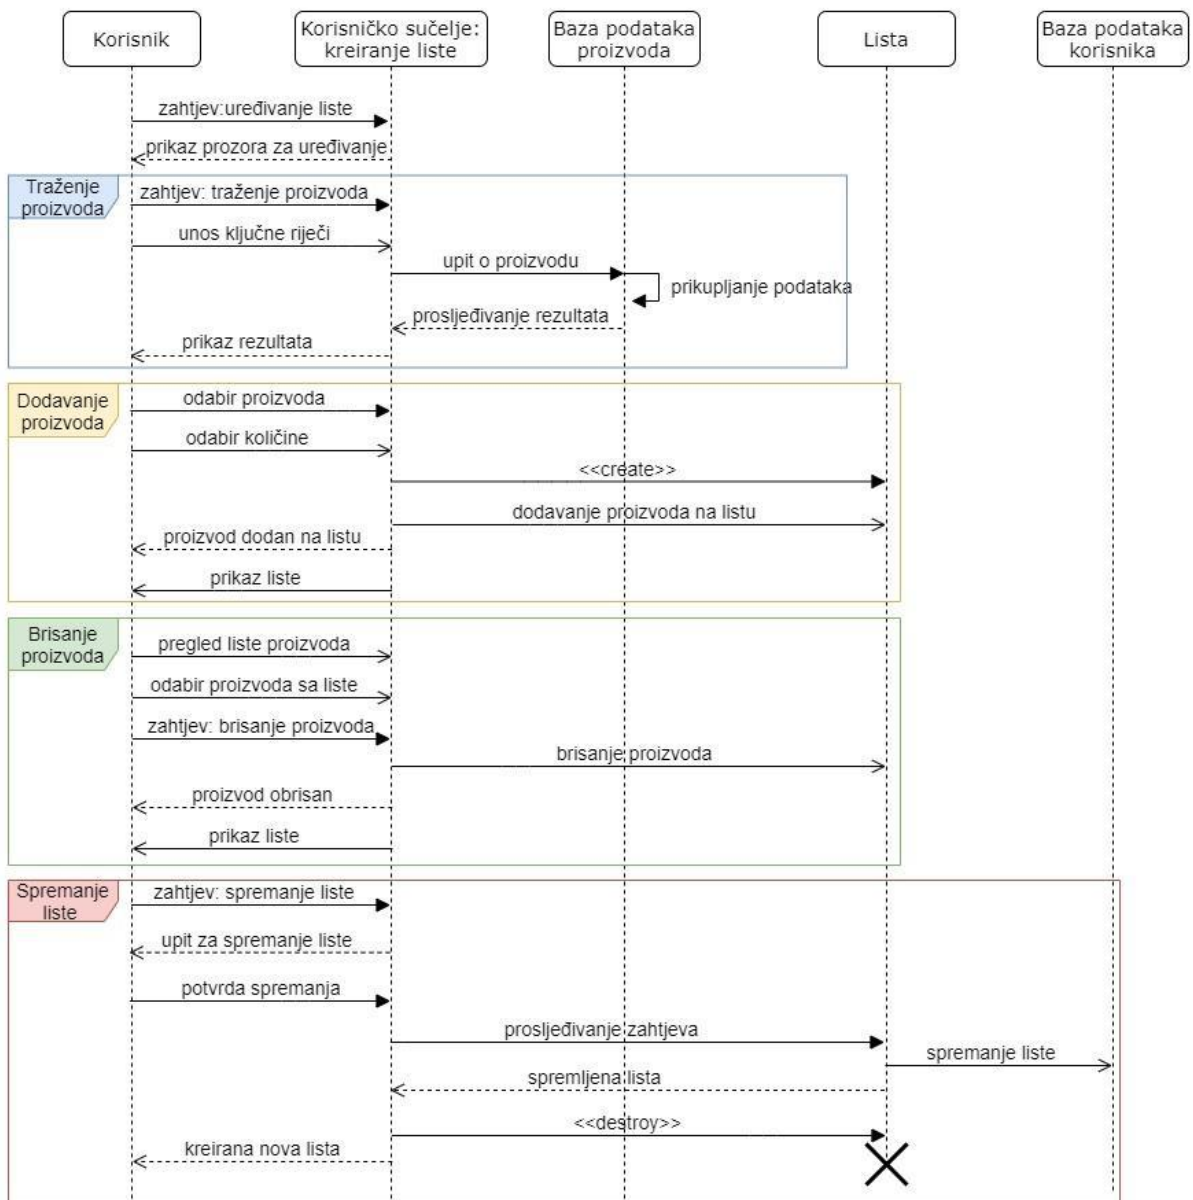 Korisnik
Korisničko sučelje:
kreiranje liste
Baza podataka
proizvoda
Lista
Baza podataka
korisnika
zahtjev:uređivanje liste
prikaz prozora za uređivanje
Traženje
proizvoda
zahtjev: traženje proizvoda
unos ključne riječi
upit o proizvodu
prikupljanje podataka
prosljeđivanje rezultata
prikaz rezultata
Dodavanje
proizvoda
odabir proizvoda
odabir količine
<<create>>
dodavanje proizvoda na listu
proizvod dodan na listu
prikaz liste
Brisanje
proizvoda
pregled liste proizvoda
odabir proizvoda sa liste
zahtjev: brisanje proizvoda
brisanje proizvoda
proizvod obrisan
prikaz liste
Spremanje
liste
zahtjev: spremanje liste
upit za spremanje liste
potvrda spremanja
prosljeđivanje zahtjeva
spremanje liste
spremljena lista
<<destroy>>
kreirana nova lista